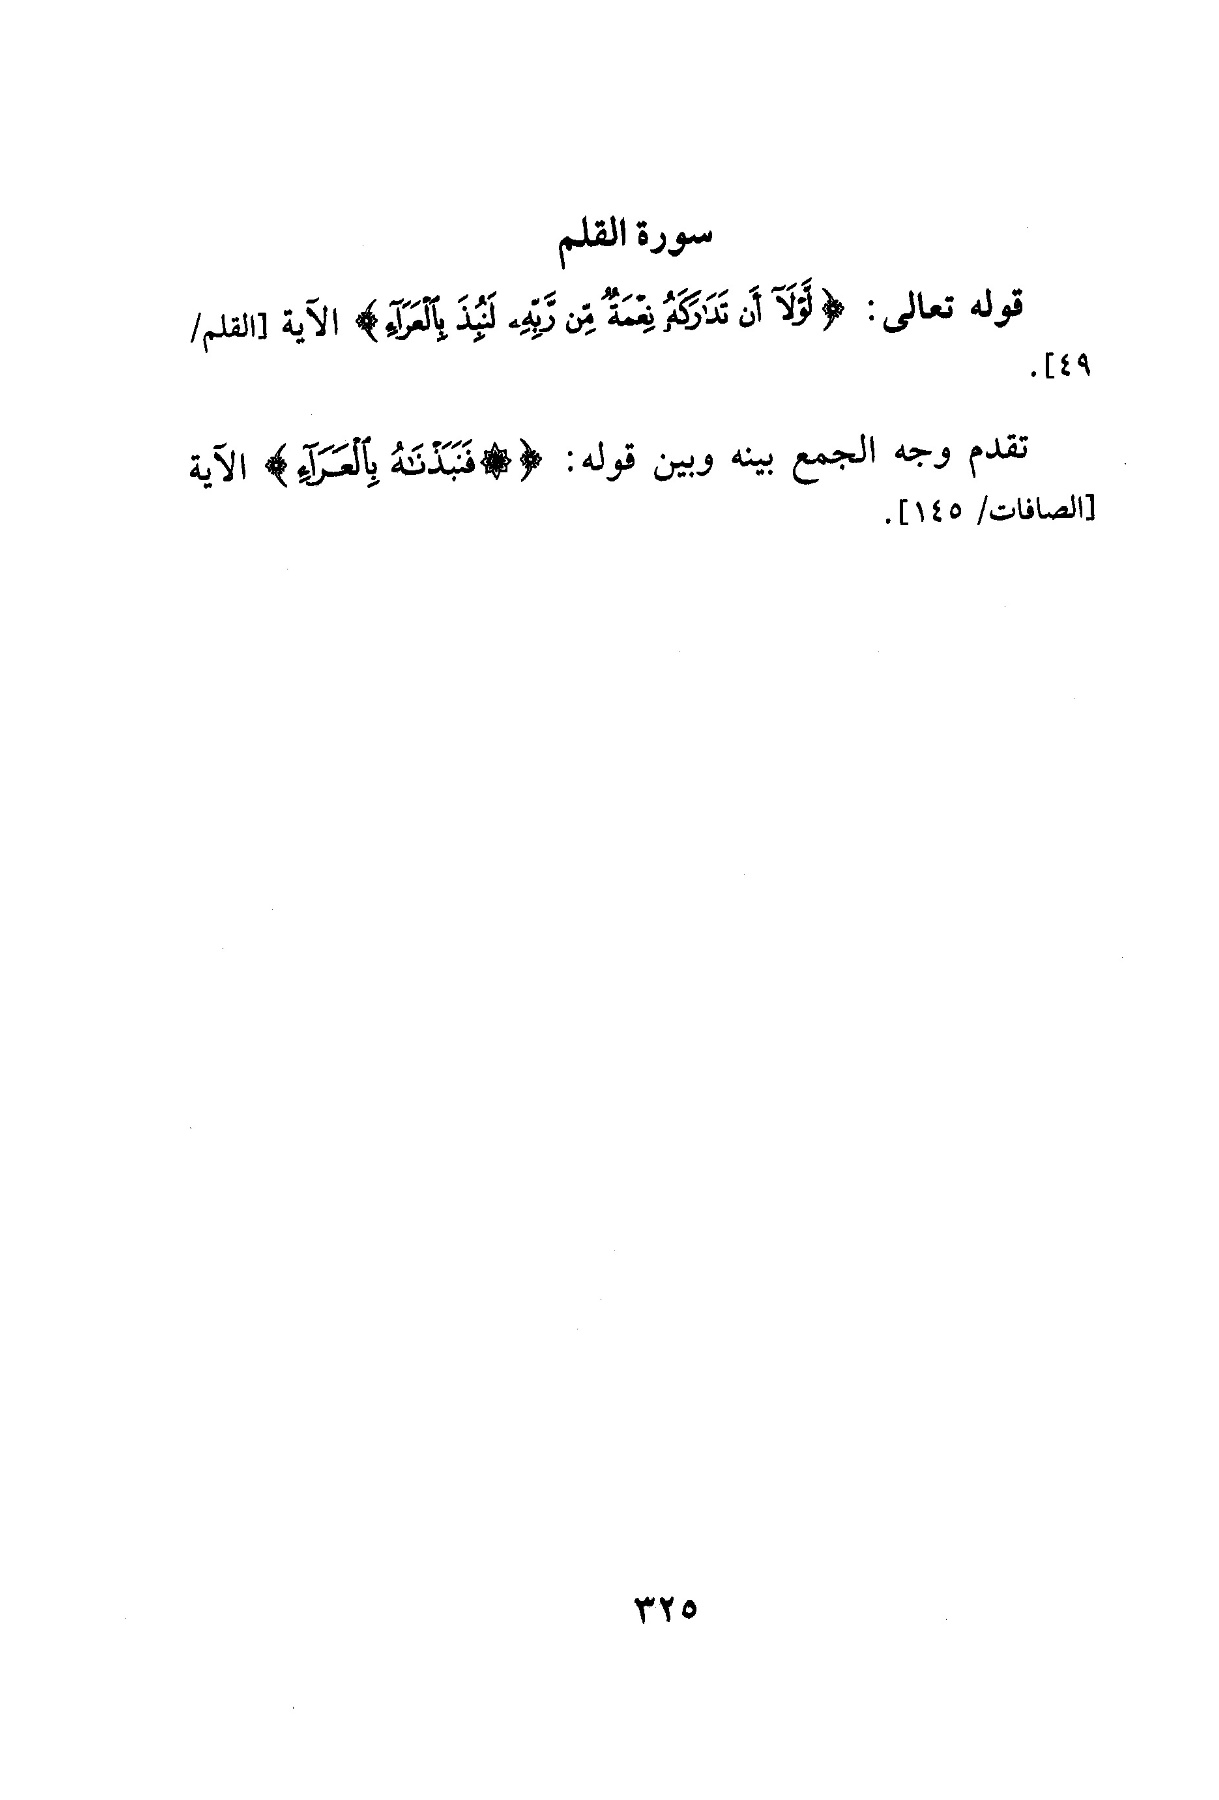 سورة القلم
قوله تعالى: ﴿لَّوْلَآ أَن تَدَٰرَكَهُۥ نِعْمَةٌ مِّن رَّبِّهِۦ لَنُبِذَ بِٱلْعَرَآءِ﴾ الآية [القلم/
٤٩].
تقدم وجه الجمع بينه وبين قوله: ﴿۞ فَنَبَذْنَٰهُ بِٱلْعَرَآءِ﴾ الآية
[الصافات/ ١٤٥].
٣٢٥